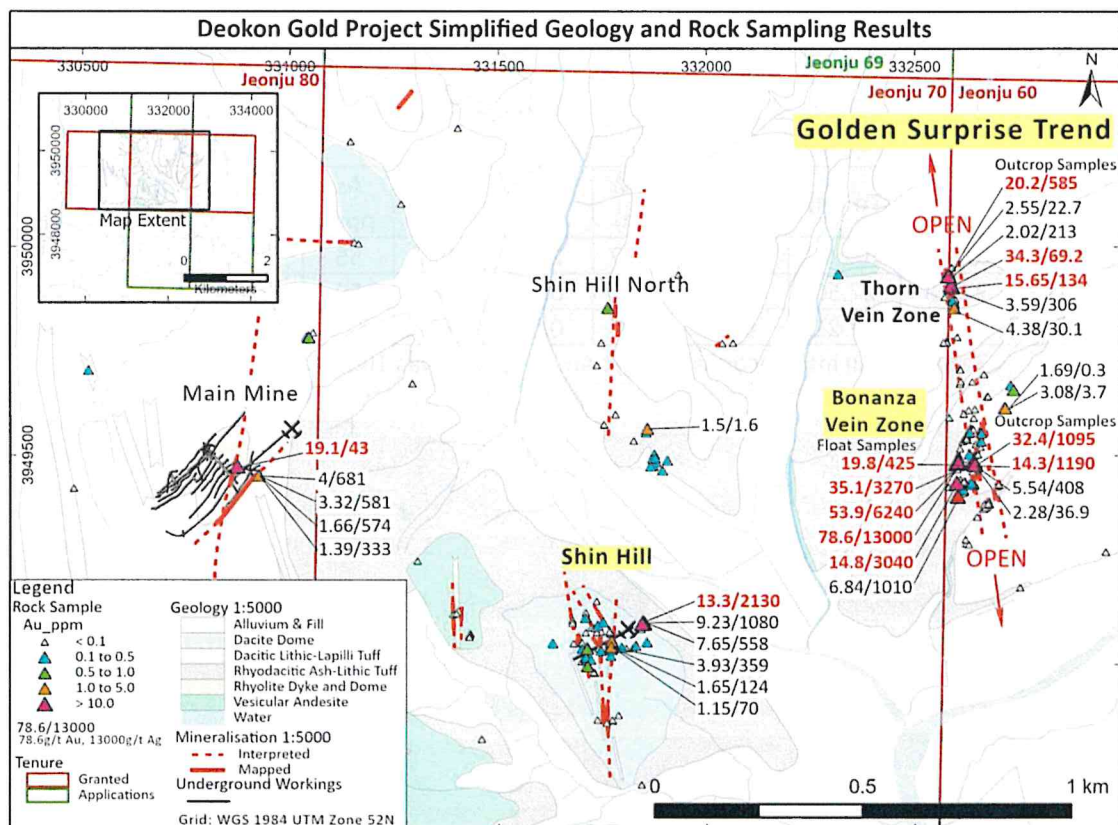 Deokon Gold Project Simplified Geology and Rock Sampling Results
330500
331000
331500
332000
332500
Jeonju 80
Jeonju 69
Jeonju 70
Jeonju 60
N
330000
332000
334000
3950000
3948000
Map Extent
0
2
Kilometers
3950000
3949500
Golden Surprise Trend
Outcrop Samples
20.2/585
2.55/22.7
2.02/213
34.3/69.2
15.65/134
3.59/306
4.38/30.1
OPEN
Thorn
Vein Zone
Shin Hill North
1.5/1.6
Main Mine
19.1/43
4/681
3.32/581
1.66/574
1.39/333
1.69/0.3
3.08/3.7
Bonanza
Vein Zone
Float Samples
19.8/425
35.1/3270
53.9/6240
78.6/13000
14.8/3040
6.84/1010
Outcrop Samples
32.4/1095
14.3/1190
5.54/408
2.28/36.9
OPEN
Shin Hill
13.3/2130
9.23/1080
7.65/558
3.93/359
1.65/124
1.15/70
Legend
Rock Sample
Au_ppm
< 0.1
0.1 to 0.5
0.5 to 1.0
1.0 to 5.0
> 10.0
78.6/13000
78.6g/t Au, 13000g/t Ag
Tenure
Granted
Applications
Geology 1:5000
Alluvium & Fill
Dacite Dome
Dacitic Lithic-Lapilli Tuff
Rhyodacitic Ash-Lithic Tuff
Rhyolite Dyke and Dome
Vesicular Andesite
Water
Mineralisation 1:5000
Interpreted
Mapped
Underground Workings
Grid: WGS 1984 UTM Zone 52N
0
0.5
1 km